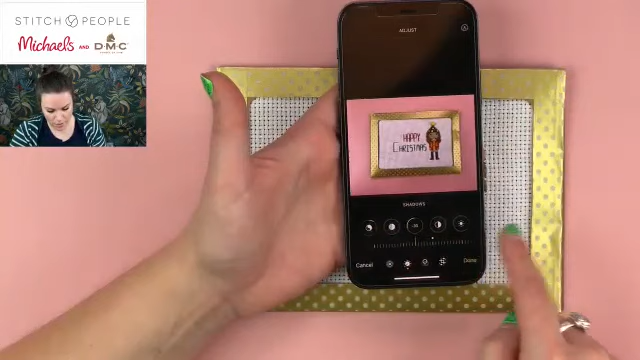 STITCH PEOPLE
Michaels AND DMC
ADJUST
HAPPY
CHRISTMAS
SHADOWS
Cancel
Done